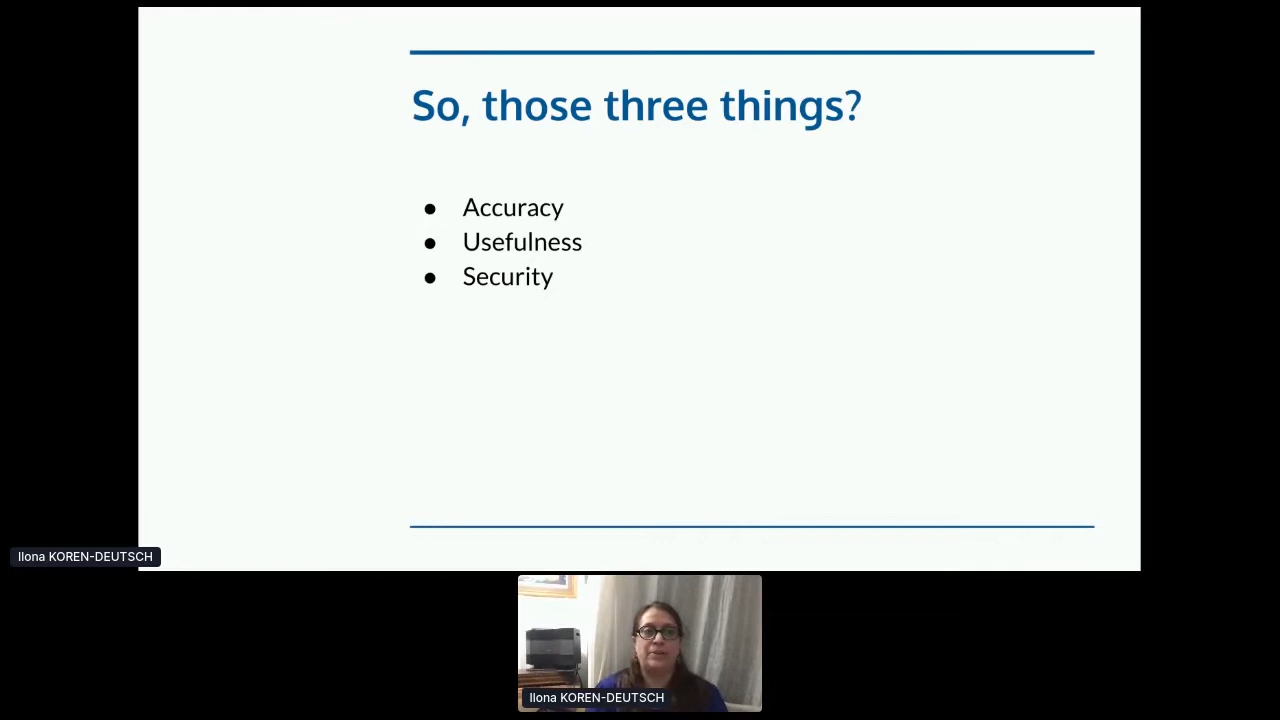 So, those three things?
● Accuracy
● Usefulness
● Security
Ilona KOREN-DEUTSCH
Ilona KOREN-DEUTSCH